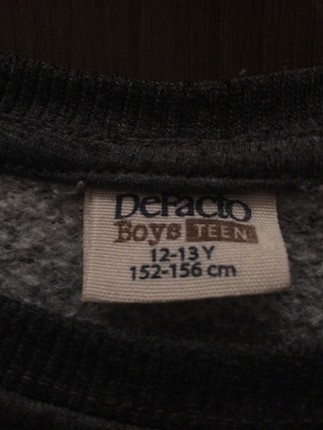 DeFacto
Boys TEEN
12-13 Y
152-156 cm